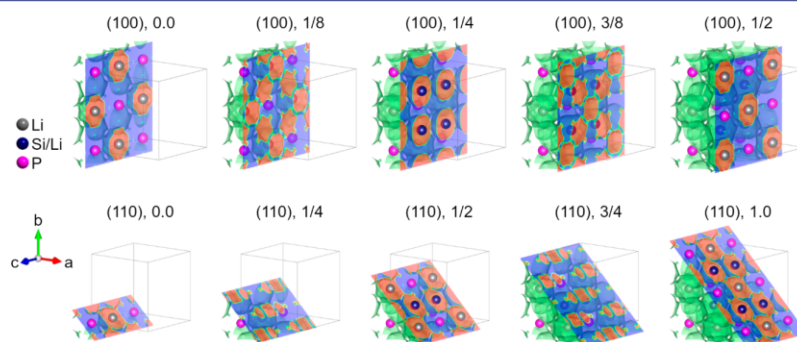 (100), 0.0 (100), 1/8 (100), 1/4 (100), 3/8 (100), 1/2
Li
Si/Li
P
(110), 0.0 (110), 1/4 (110), 1/2 (110), 3/4 (110), 1.0
b
c a